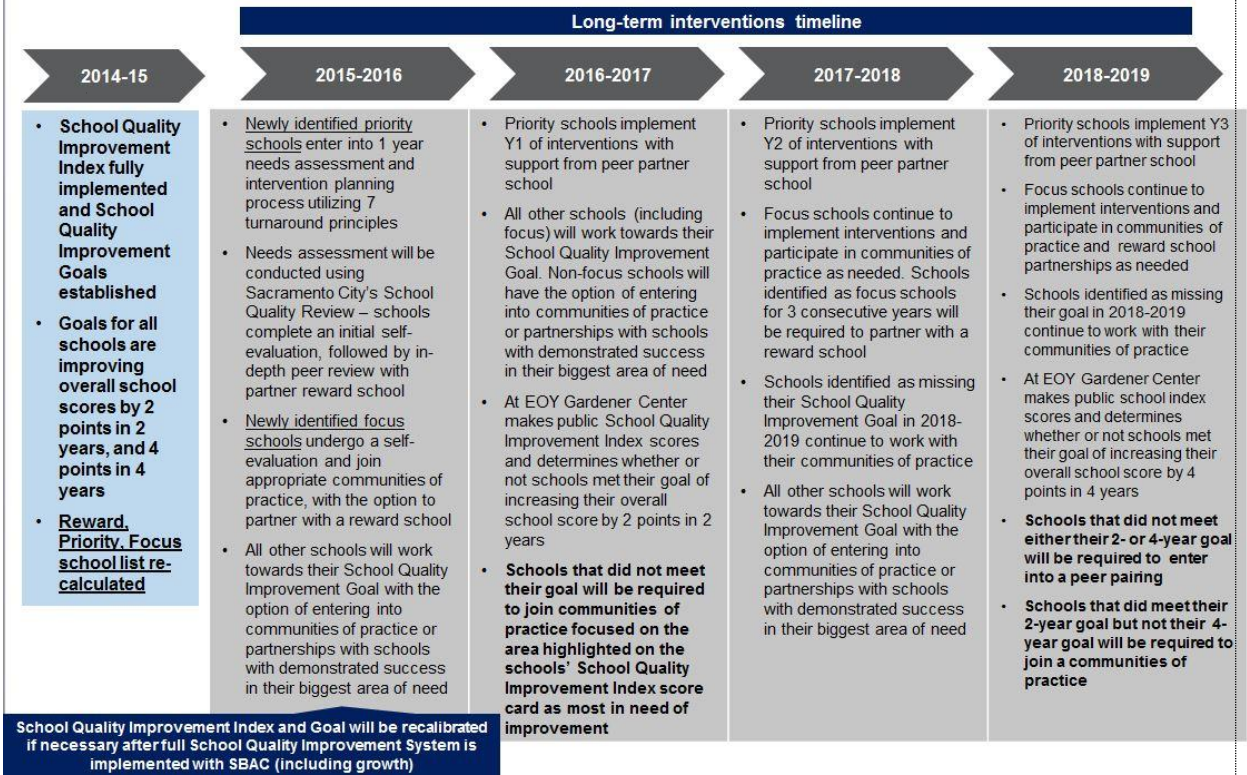 Long-term interventions timeline
2014-15
2015-2016
2016-2017
2017-2018
2018-2019
• School Quality
Improvement
Index fully
implemented
and School
Quality
Improvement
Goals
established
• Goals for all
schools are
improving
overall school
scores by 2
points in 2
years, and 4
points in 4
years
• Reward,
Priority, Focus
school list re-
calculated
• Newly identified priority
schools enter into 1 year
needs assessment and
intervention planning
process utilizing 7
turnaround principles
• Needs assessment will be
conducted using
Sacramento City's School
Quality Review – schools
complete an initial self-
evaluation, followed by in-
depth peer review with
partner reward school
• Newly identified focus
schools undergo a self-
evaluation and join
appropriate communities of
practice, with the option to
partner with a reward school
• All other schools will work
towards their School Quality
Improvement Goal with the
option of entering into
communities of practice or
partnerships with schools
with demonstrated success
in their biggest area of need
• Priority schools implement
Y1 of interventions with
support from peer partner
school
• All other schools (including
focus) will work towards their
School Quality Improvement
Goal. Non-focus schools will
have the option of entering
into communities of practice
or partnerships with schools
with demonstrated success
in their biggest area of need
• At EOY Gardener Center
makes public School Quality
Improvement Index scores
and determines whether or
not schools met their goal of
increasing their overall
school score by 2 points in 2
years
• Schools that did not meet
their goal will be required
to join communities of
practice focused on the
area highlighted on the
schools' School Quality
Improvement Index score
card as most in need of
improvement
• Priority schools implement
Y2 of interventions with
support from peer partner
school
• Focus schools continue to
implement interventions and
participate in communities of
practice as needed. Schools
identified as focus schools
for 3 consecutive years will
be required to partner with a
reward school
• Schools identified as missing
their School Quality
Improvement Goal in 2018-
2019 continue to work with
their communities of practice
• All other schools will work
towards their School Quality
Improvement Goal with the
option of entering into
communities of practice or
partnerships with schools
with demonstrated success
in their biggest area of need
• Priority schools implement Y3
of interventions with support
from peer partner school
• Focus schools continue to
implement interventions and
participate in communities of
practice and reward school
partnerships as needed
• Schools identified as missing
their goal in 2018-2019
continue to work with their
communities of practice
• At EOY Gardener Center
makes public school index
scores and determines
whether or not schools met
their goal of increasing their
overall school score by 4
points in 4 years
• Schools that did not meet
either their 2- or 4-year goal
will be required to enter
into a peer pairing
• Schools that did meet their
2-year goal but not their 4-
year goal will be required to
join a communities of
practice
School Quality Improvement Index and Goal will be recalibrated
if necessary after full School Quality Improvement System is
implemented with SBAC (including growth)